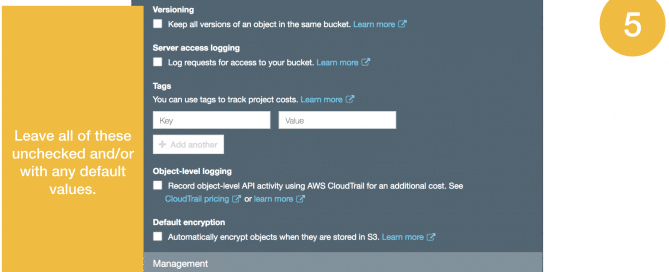 Versioning
Keep all versions of an object in the same bucket. Learn more
5
Server access logging
Log requests for access to your bucket. Learn more
Tags
You can use tags to track project costs. Learn more
Key Value
+ Add another
Leave all of these
unchecked and/or
with any default
values.
Object-level logging
Record object-level API activity using AWS CloudTrail for an additional cost. See
CloudTrail pricing or learn more
Default encryption
Automatically encrypt objects when they are stored in S3. Learn more
Management